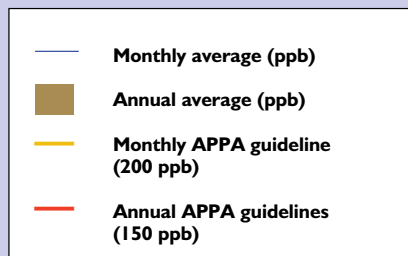 Monthly average (ppb)
Annual average (ppb)
Monthly APPA guideline
(200 ppb)
Annual APPA guidelines
(150 ppb)